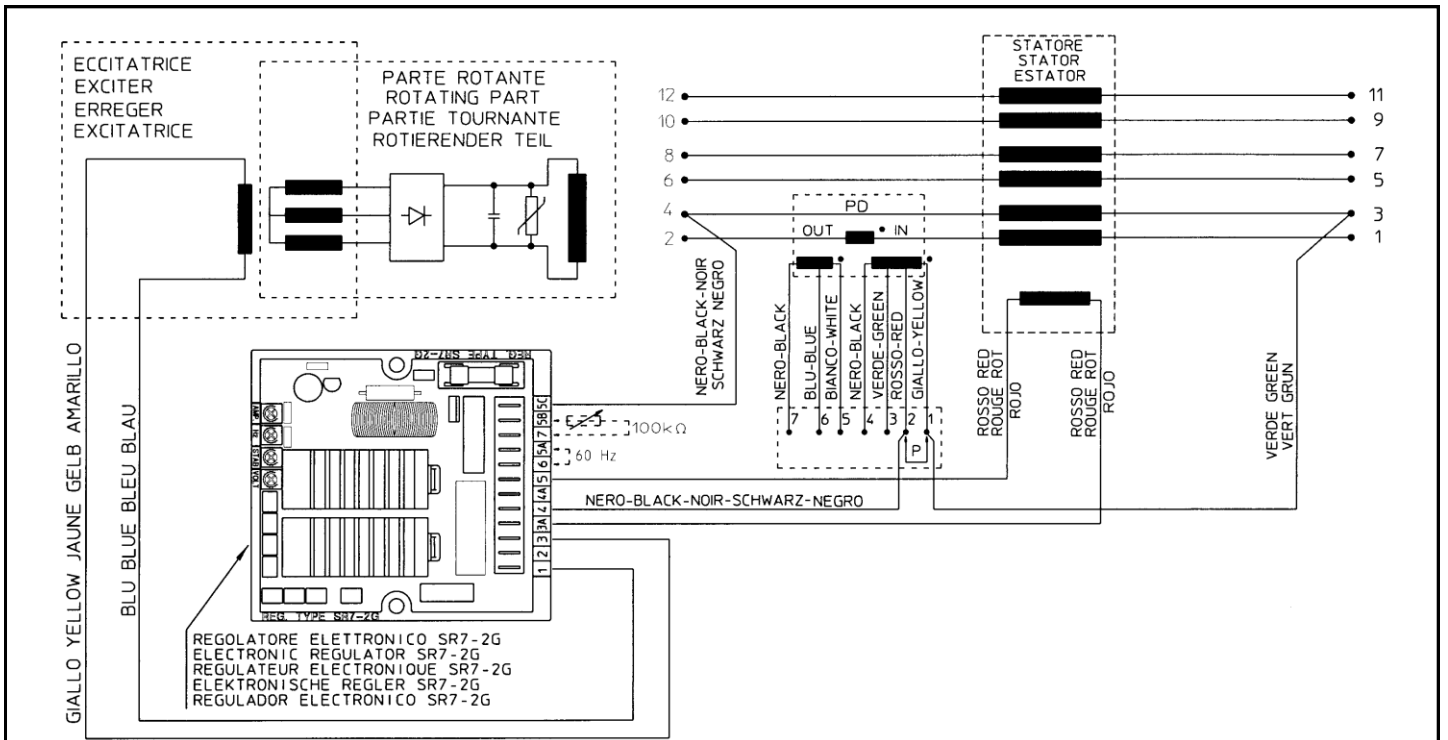 ECCITATRICE
EXCITER
ERREGER
EXCITATRICE
PARTE ROTANTE
ROTATING PART
PARTIE TOURNANTE
ROTIERENDER TEIL
STATORE
STATOR
ESTATOR
12
10
8
6
4
2
11
9
7
5
3
1
PD
OUT
IN
NERO-BLACK-NOIR
SCHWARZ NEGRO
NERO-BLACK
BLU-BLUE
BIANCO-WHITE
NERO-BLACK
VERDE-GREEN
ROSSO-RED
GIALLO-YELLOW
7 6 5 4 3 2 1
P
ROSSO RED
ROUGE ROT
ROJO
ROSSO RED
ROUGE ROT
ROJO
VERDE GREEN
VERT GRUN
GIALLO YELLOW JAUNE GELB AMARILLO
BLU BLUE BLEU BLAU
REG. TYPE SR7-2G
AMP
HZ
STAB
VOLT
5C
5B
7
5A
6
5
4A
4
3A
3
2
1
100kΩ
60 Hz
NERO-BLACK-NOIR-SCHWARZ-NEGRO
REG. TYPE SR7-2G
REGOLATORE ELETTRONICO SR7-2G
ELECTRONIC REGULATOR SR7-2G
REGULATEUR ELECTRONIQUE SR7-2G
ELEKTRONISCHE REGLER SR7-2G
REGULADOR ELECTRONICO SR7-2G